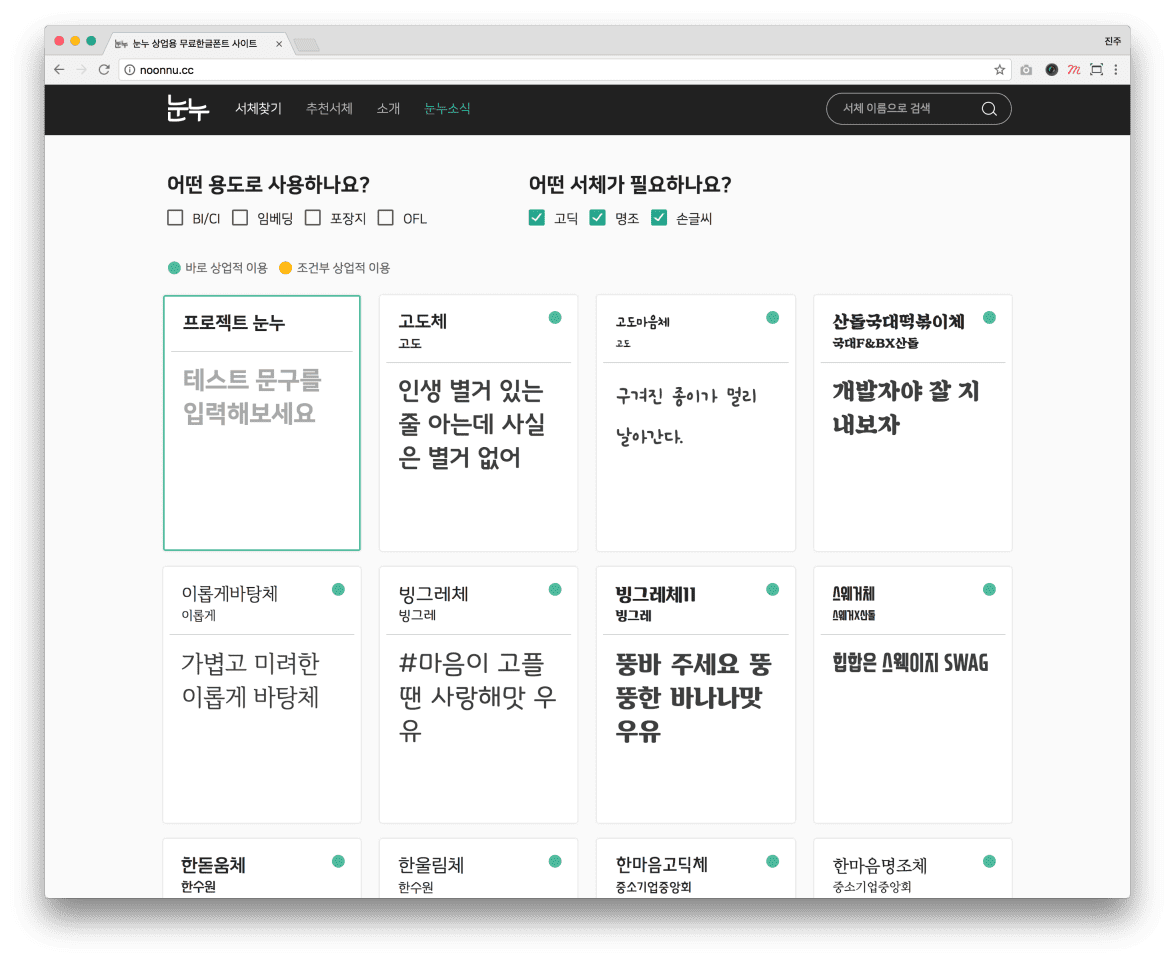 눈누 눈누 상업용 무료한글폰트 사이트
진주
noonnu.cc
눈누 서체찾기 추천서체 소개 눈누소식 서체 이름으로 검색
어떤 용도로 사용하나요? 어떤 서체가 필요하나요?
BI/CI 임베딩 포장지 OFL 고딕 명조 손글씨
바로 상업적 이용 조건부 상업적 이용
프로젝트 눈누
테스트 문구를
입력해보세요
고도체
고도
인생 별거 있는
줄 아는데 사실
은 별거 없어
고도마음체
고도
구겨진 종이가 멀리
날아간다.
산돌국대떡볶이체
국대F&BX산돌
개발자야 잘 지
내보자
이롭게바탕체
이롭게
가볍고 미려한
이롭게 바탕체
빙그레체
빙그레
#마음이 고플
땐 사랑해맛 우
유
빙그레체II
빙그레
뚱바 주세요 뚱
뚱한 바나나맛
우유
스웨거체
스웨거X산돌
힙합은 스웩이지 SWAG
한돋움체
한수원
한울림체
한수원
한마음고딕체
중소기업중앙회
한마음명조체
중소기업중앙회